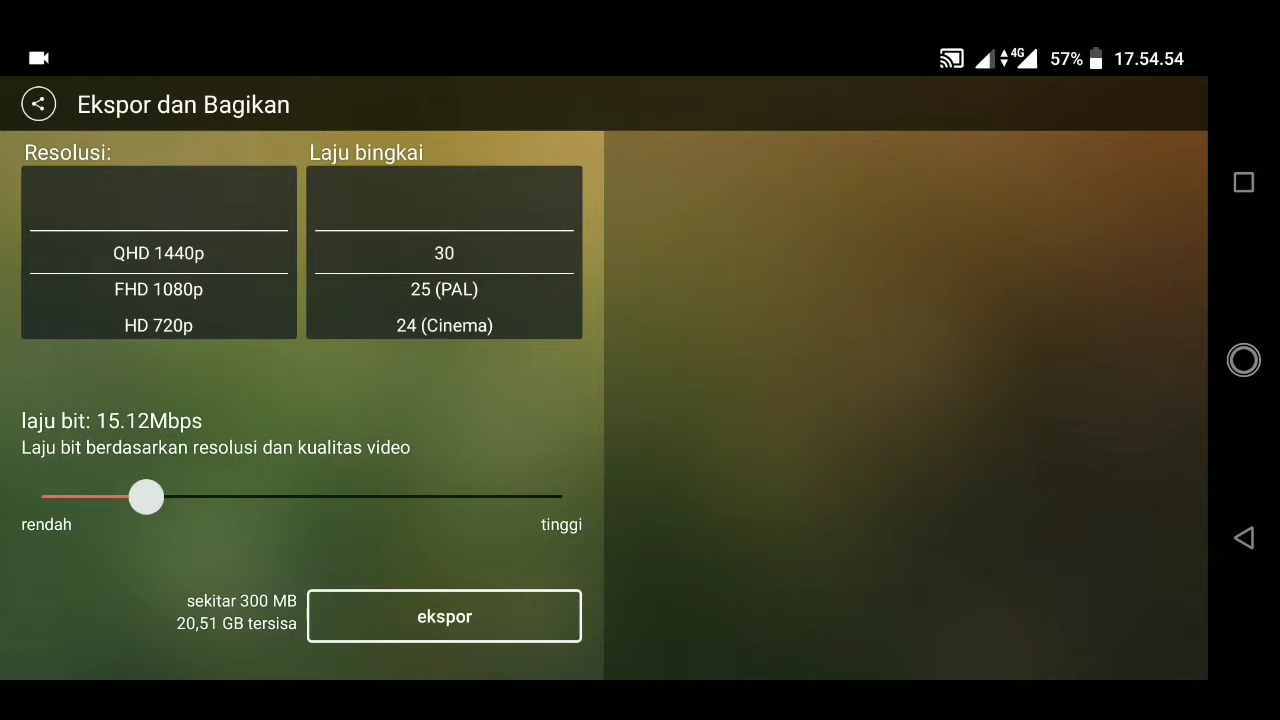 4G 57% 17.54.54
Ekspor dan Bagikan
Resolusi:
Laju bingkai
QHD 1440p
FHD 1080p
HD 720p
30
25 (PAL)
24 (Cinema)
laju bit: 15.12Mbps
Laju bit berdasarkan resolusi dan kualitas video
rendah
tinggi
sekitar 300 MB
20,51 GB tersisa
ekspor